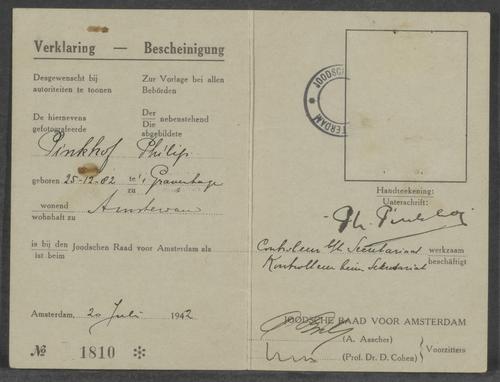 Verklaring — Bescheinigung
Desgewenscht bij autoriteiten te toonen
Zur Vorlage bei allen Behörden
De hiernevens gefotografeerde
Der Die nebenstehend abgebildete
Pinkhof Philip
geboren 25-12-82 te zu 's Gravenhage
wonend wohnhaft zu Amsterdam
is bij den Joodschen Raad voor Amsterdam als
ist beim
Amsterdam, 20 Juli 1942
№ 1810 ✻
JOODSC
TERDAM
Handteekening:
Unterschrift:
Ph. Pinkhof
Controleur b/h Secretariaat werkzaam
Kontrolleur beim Sekretariat beschäftigt
JOODSCHE RAAD VOOR AMSTERDAM
(A. Asscher)
(Prof. Dr. D. Cohen)
Voorzitters